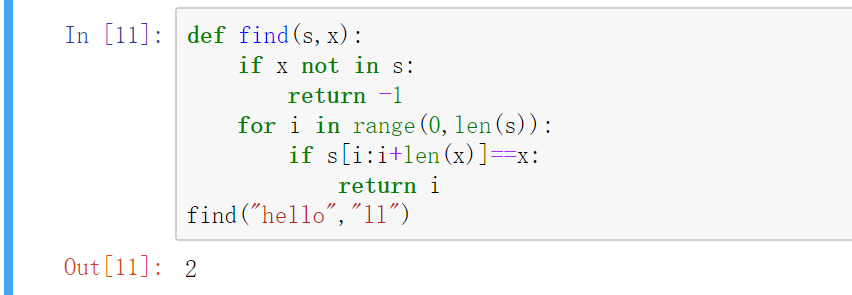 In [11]: def find(s,x):
    if x not in s:
        return -1
    for i in range(0,len(s)):
        if s[i:i+len(x)]==x:
            return i
find("hello","ll")
Out[11]: 2